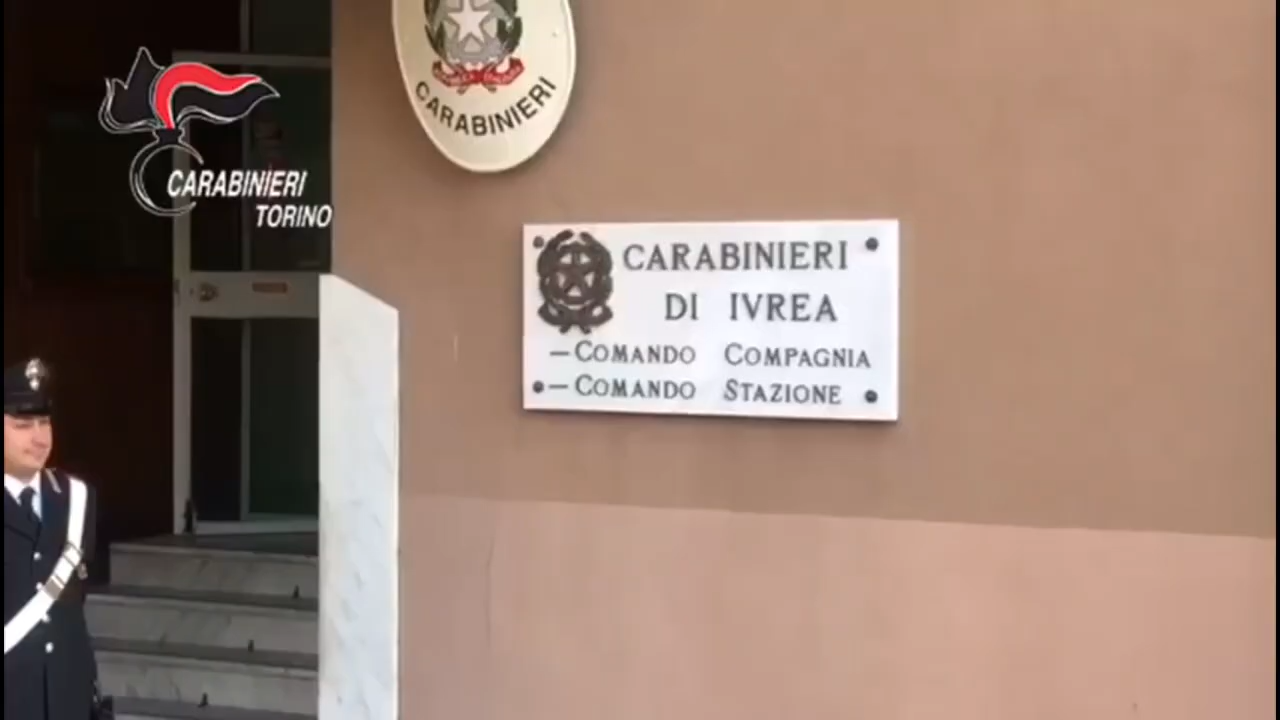 CARABINIERI
CARABINIERI
TORINO
CARABINIERI
DI IVREA
– COMANDO COMPAGNIA
– COMANDO STAZIONE